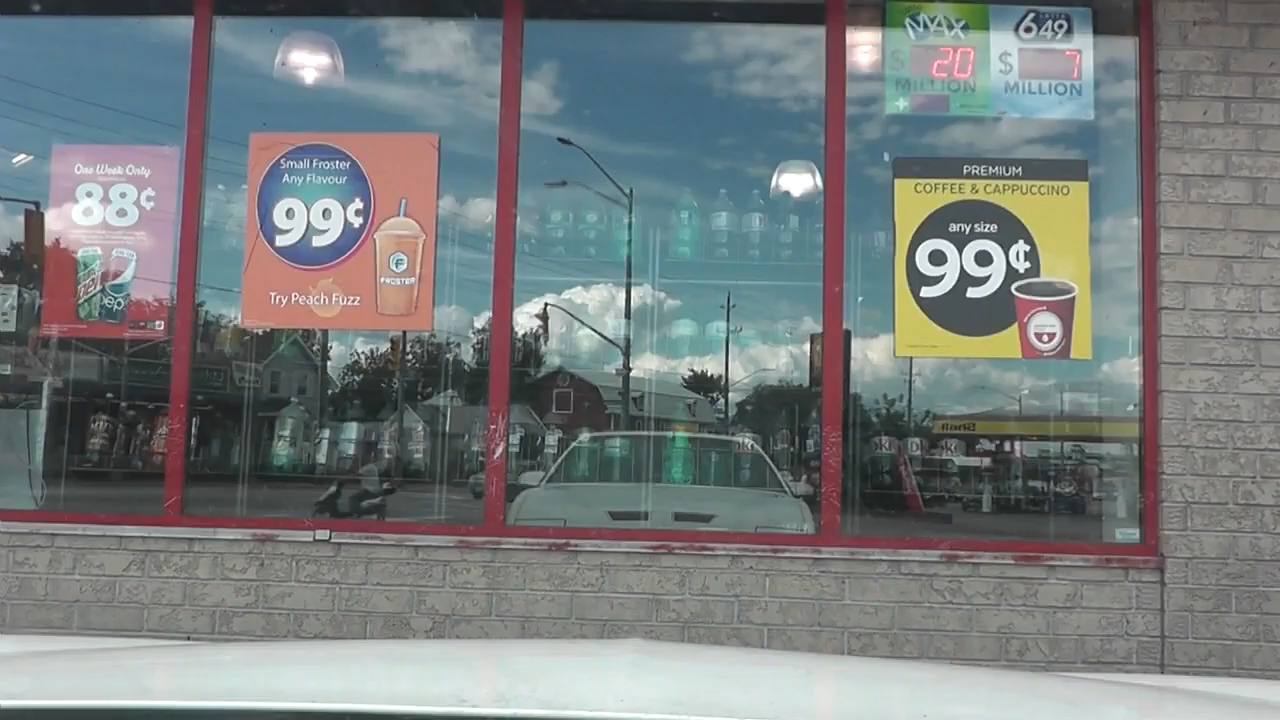 One Week Only
88¢
pep
Small Froster
Any Flavour
99¢
FROSTER
Try Peach Fuzz
MAX
$ 20
MILLION
649
$ 7
MILLION
PREMIUM
COFFEE & CAPPUCCINO
any size
99¢